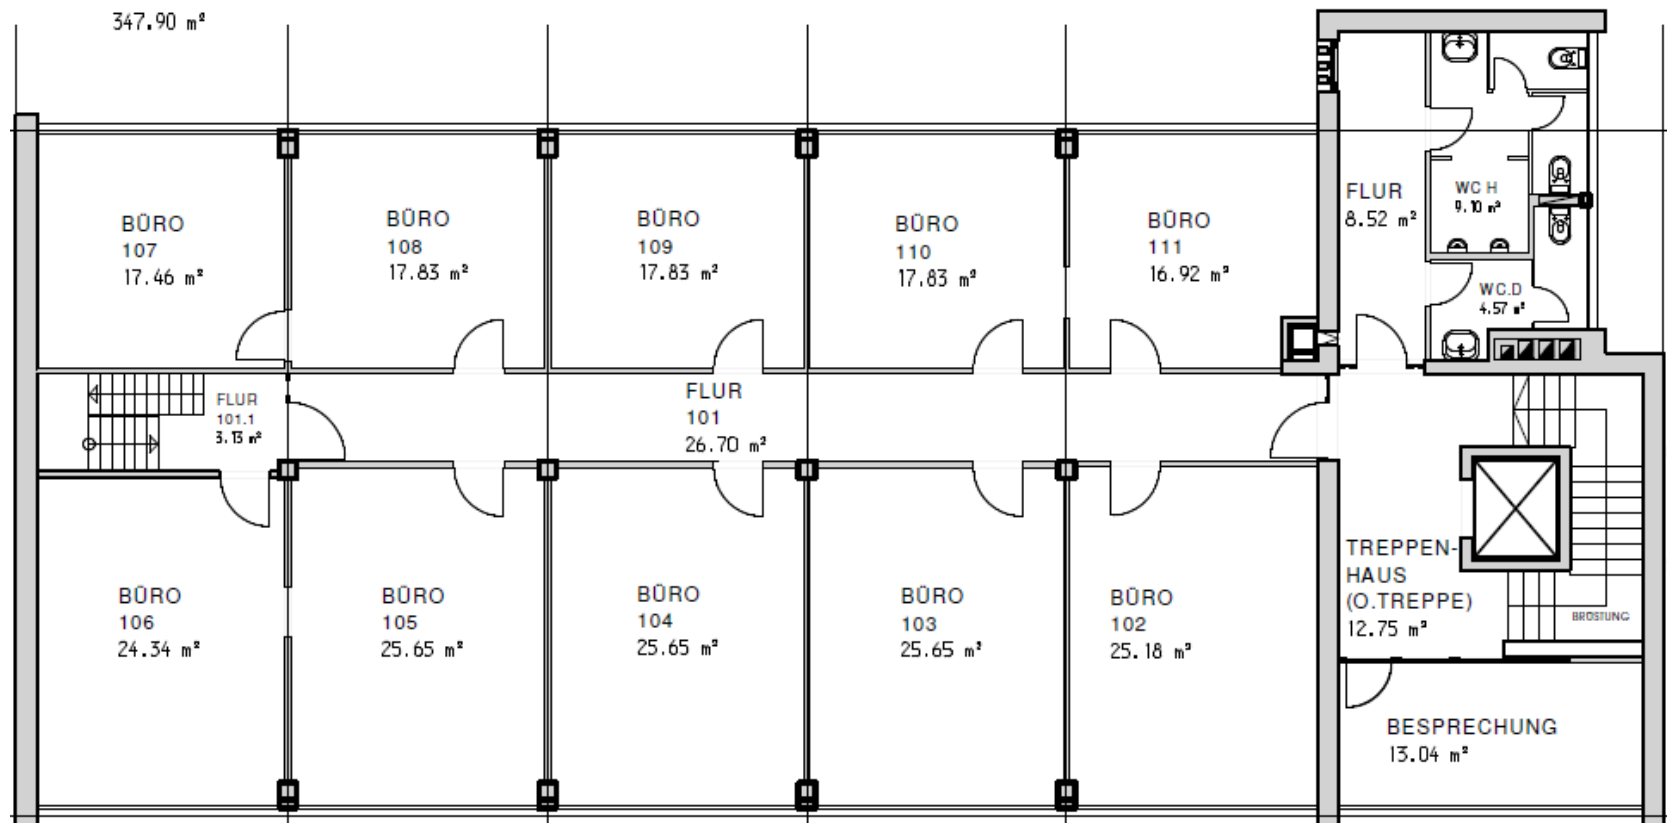 347.90 m²
BÜRO
107
17.46 m²
BÜRO
108
17.83 m²
BÜRO
109
17.83 m²
BÜRO
110
17.83 m²
BÜRO
111
16.92 m²
FLUR
8.52 m²
WC H
9.10 m²
WC.D
4.57 m²
FLUR
101.1
3.13 m²
FLUR
101
26.70 m²
BÜRO
106
24.34 m²
BÜRO
105
25.65 m²
BÜRO
104
25.65 m²
BÜRO
103
25.65 m²
BÜRO
102
25.18 m²
TREPPEN-
HAUS
(O.TREPPE)
12.75 m²
BRÜSTUNG
BESPRECHUNG
13.04 m²